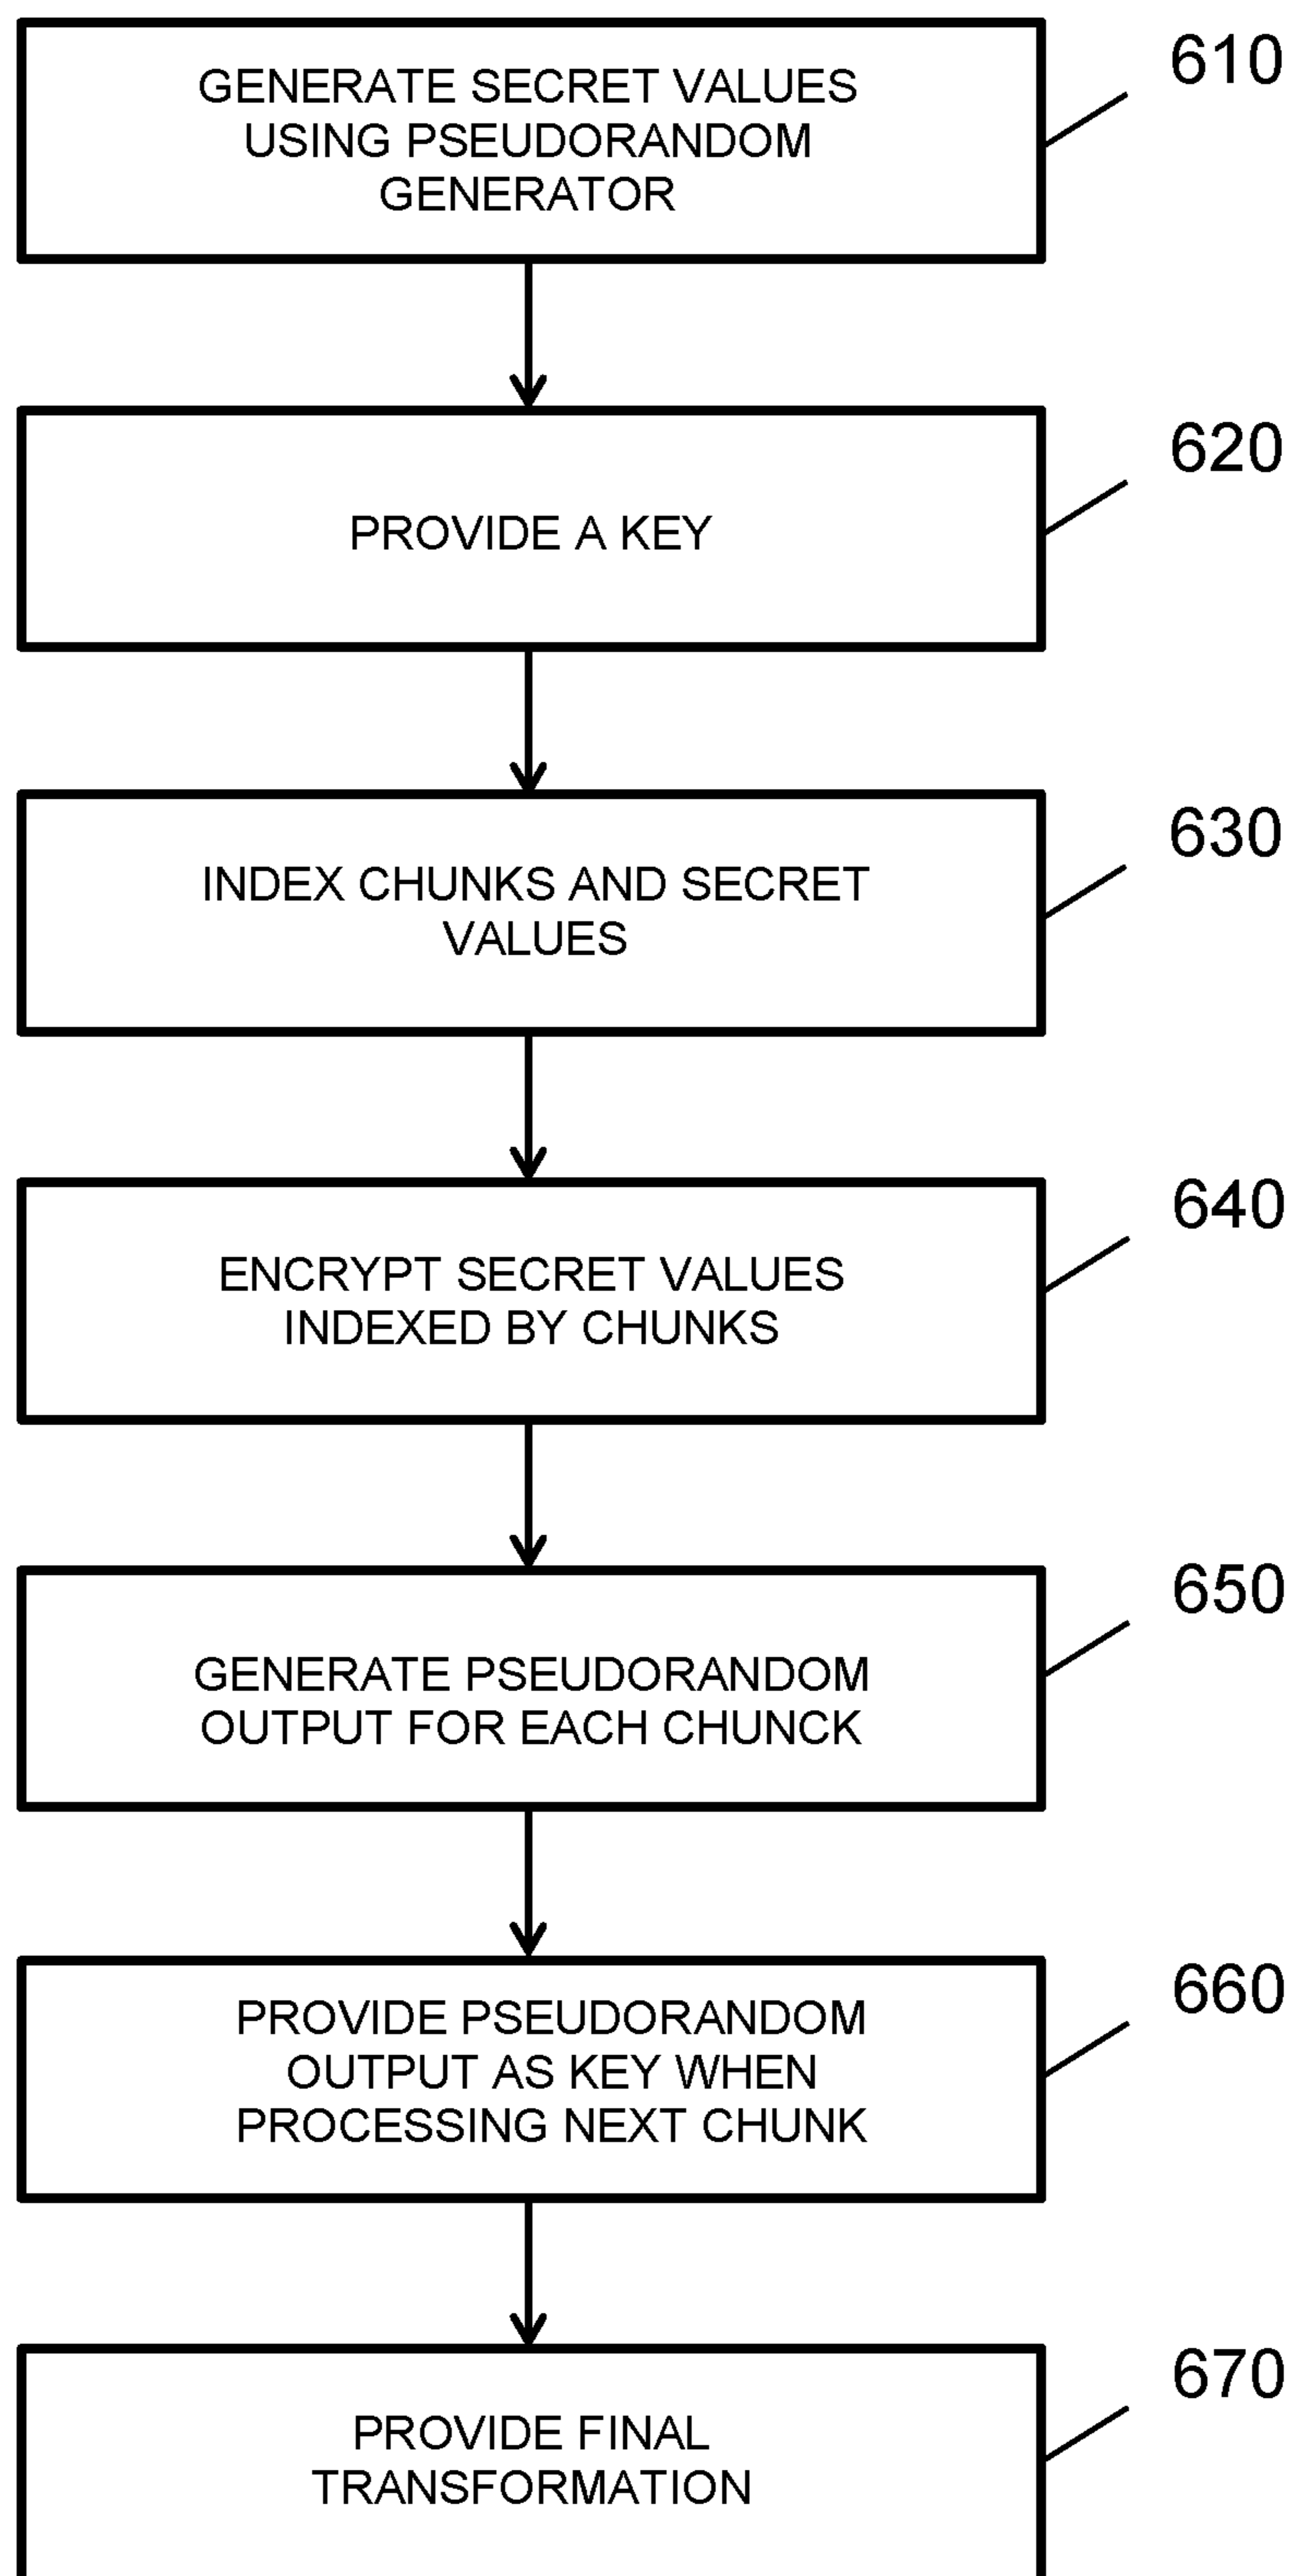 GENERATE SECRET VALUES
USING PSEUDORANDOM
GENERATOR
610
PROVIDE A KEY
620
INDEX CHUNKS AND SECRET
VALUES
630
ENCRYPT SECRET VALUES
INDEXED BY CHUNKS
640
GENERATE PSEUDORANDOM
OUTPUT FOR EACH CHUNCK
650
PROVIDE PSEUDORANDOM
OUTPUT AS KEY WHEN
PROCESSING NEXT CHUNK
660
PROVIDE FINAL
TRANSFORMATION
670